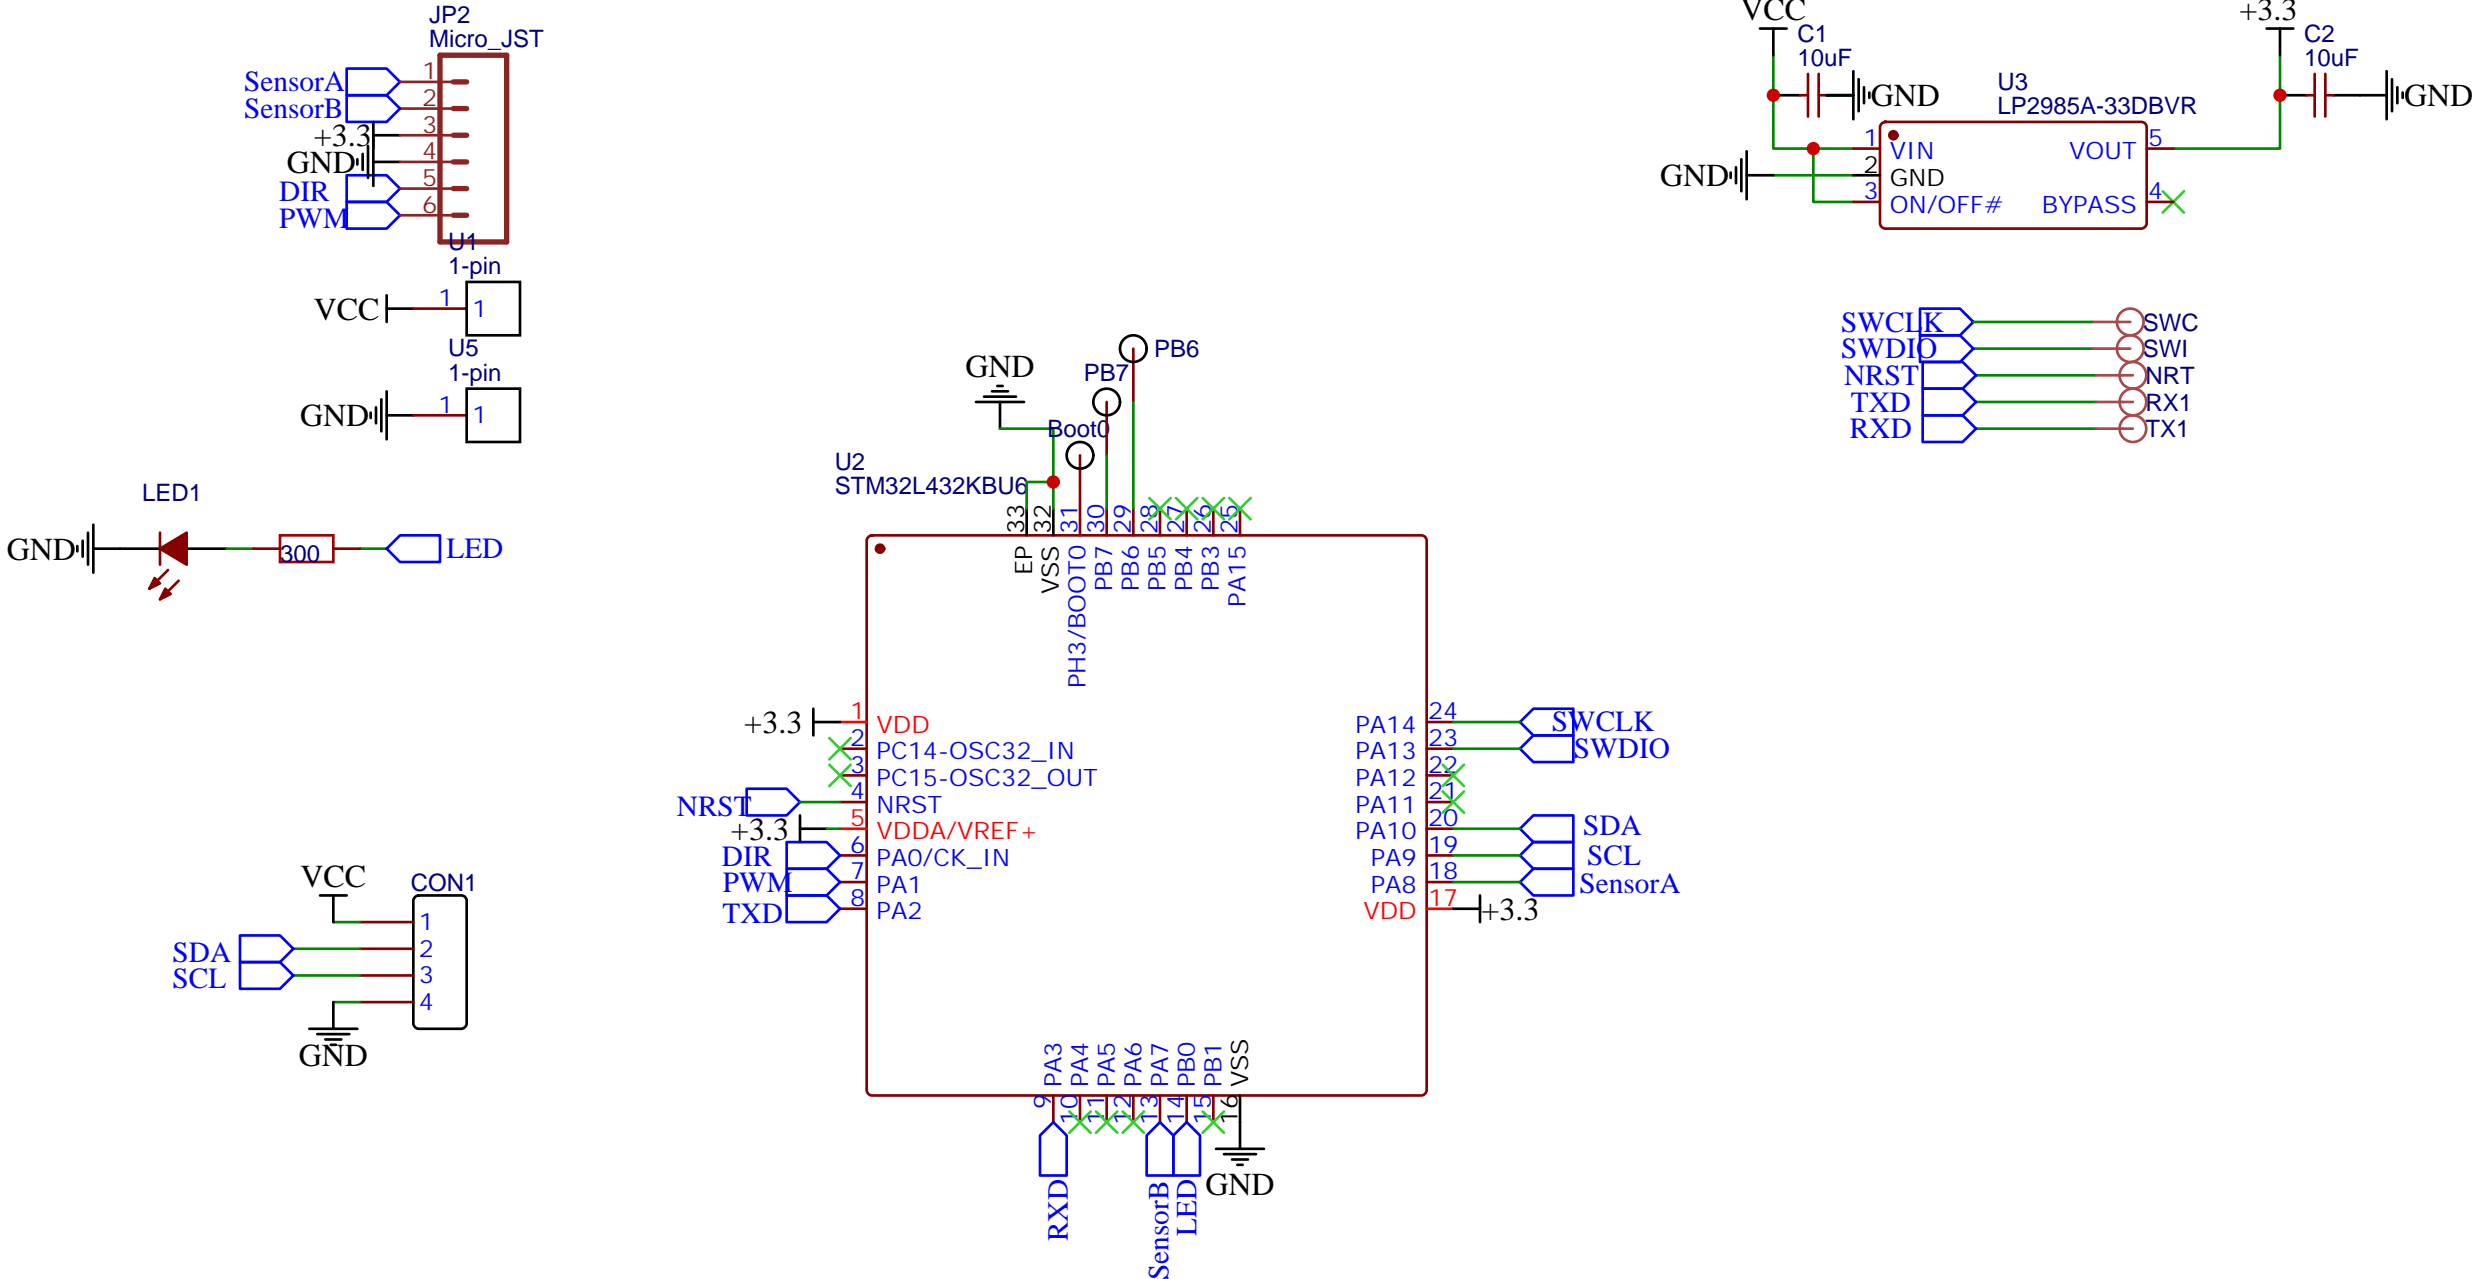 JP2
Micro_JST
SensorA 1
SensorB 2
+3.3 3
GND 4
DIR 5
PWM 6
U1
1-pin
VCC 1 1
U5
1-pin
GND 1 1
LED1
GND 300 LED
VCC
CON1
1
SDA 2
SCL 3
4
GND
VCC
C1
10uF
GND
+3.3
C2
10uF
GND
U3
LP2985A-33DBVR
1 VIN VOUT 5
GND 2 GND
3 ON/OFF# BYPASS 4
SWCLK SWC
SWDIO SWI
NRST NRT
TXD RX1
RXD TX1
PB6
GND
PB7
Boot0
U2
STM32L432KBU6
33 32 31 30 29 28 27 26 25
EP VSS PH3/BOOT0 PB7 PB6 PB5 PB4 PB3 PA15
+3.3 1 VDD
2 PC14-OSC32_IN
3 PC15-OSC32_OUT
NRST 4 NRST
+3.3 5 VDDA/VREF+
DIR 6 PA0/CK_IN
PWM 7 PA1
TXD 8 PA2
PA14 24 SWCLK
PA13 23 SWDIO
PA12 22
PA11 21
PA10 20 SDA
PA9 19 SCL
PA8 18 SensorA
VDD 17 +3.3
PA3 PA4 PA5 PA6 PA7 PB0 PB1 VSS
9 10 11 12 13 14 15 16
RXD SensorB LED GND